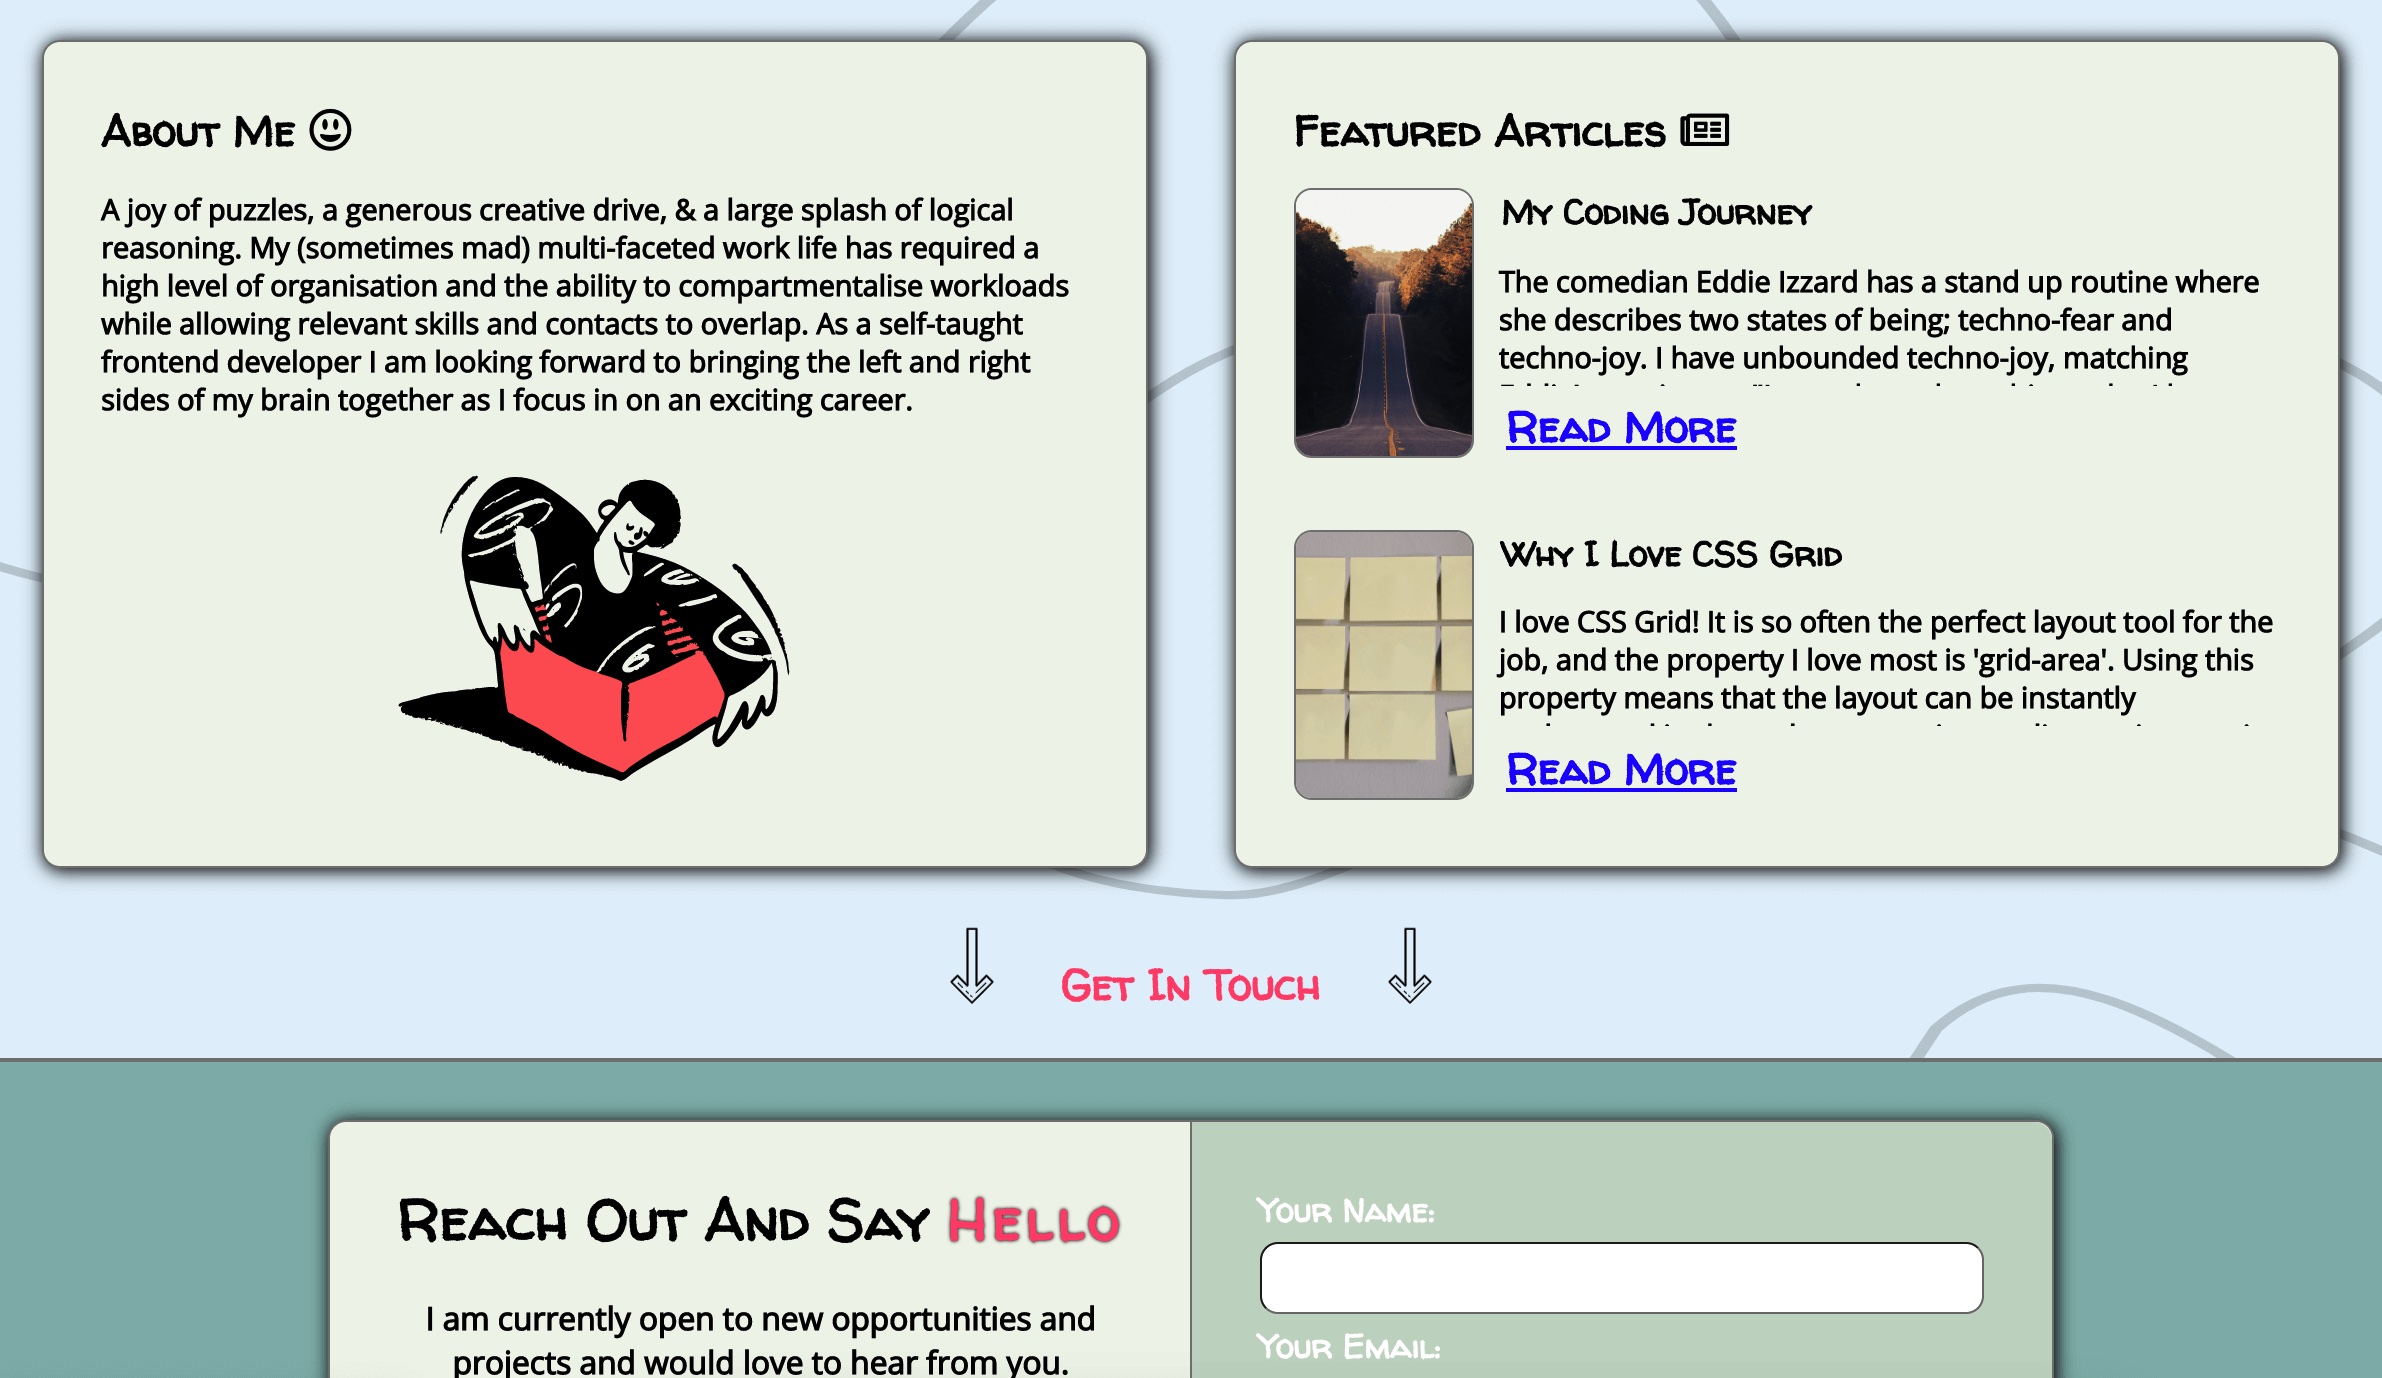 About Me
A joy of puzzles, a generous creative drive, & a large splash of logical
reasoning. My (sometimes mad) multi-faceted work life has required a
high level of organisation and the ability to compartmentalise workloads
while allowing relevant skills and contacts to overlap. As a self-taught
frontend developer I am looking forward to bringing the left and right
sides of my brain together as I focus in on an exciting career.
Featured Articles
My Coding Journey
The comedian Eddie Izzard has a stand up routine where
she describes two states of being; techno-fear and
techno-joy. I have unbounded techno-joy, matching
Read More
Why I Love CSS Grid
I love CSS Grid! It is so often the perfect layout tool for the
job, and the property I love most is 'grid-area'. Using this
property means that the layout can be instantly
Read More
Get In Touch
Reach Out And Say Hello
I am currently open to new opportunities and
projects and would love to hear from you.
Your Name:
Your Email: